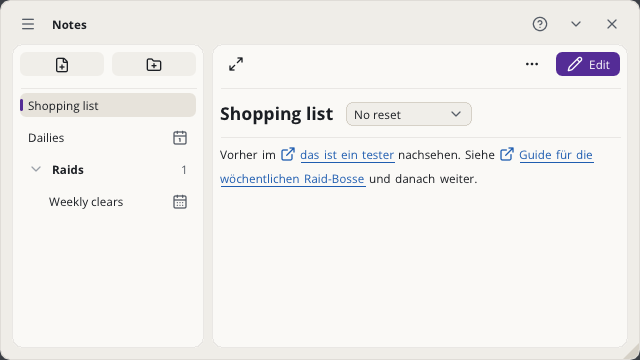 Notes
Edit
Shopping list
Dailies
Raids 1
Weekly clears
Shopping list
No reset
Vorher im das ist ein tester nachsehen. Siehe Guide für die
wöchentlichen Raid-Bosse und danach weiter.